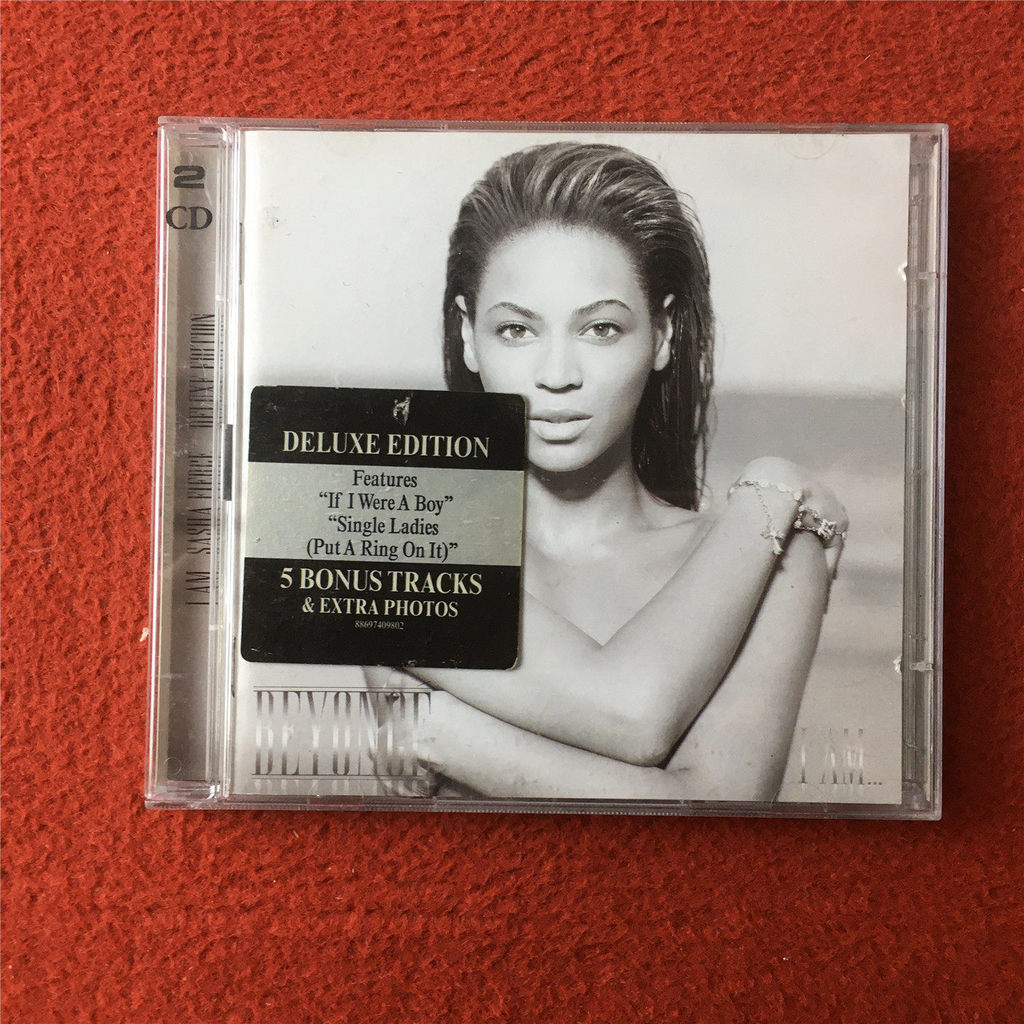 2
CD
I AM... SASHA FIERCE DELUXE EDITION
DELUXE EDITION
Features
“If I Were A Boy”
“Single Ladies
(Put A Ring On It)”
5 BONUS TRACKS
& EXTRA PHOTOS
88697409802
BEYONCE
I AM...